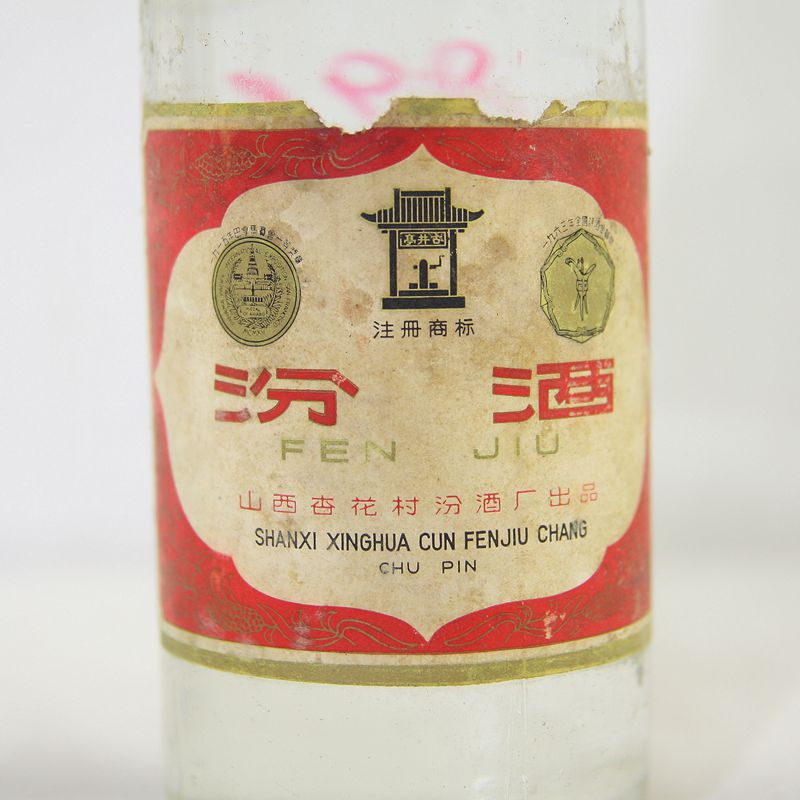 古井亭
注册商标
汾酒
FEN JIU
山西杏花村汾酒厂出品
SHANXI XINGHUA CUN FENJIU CHANG
CHU PIN